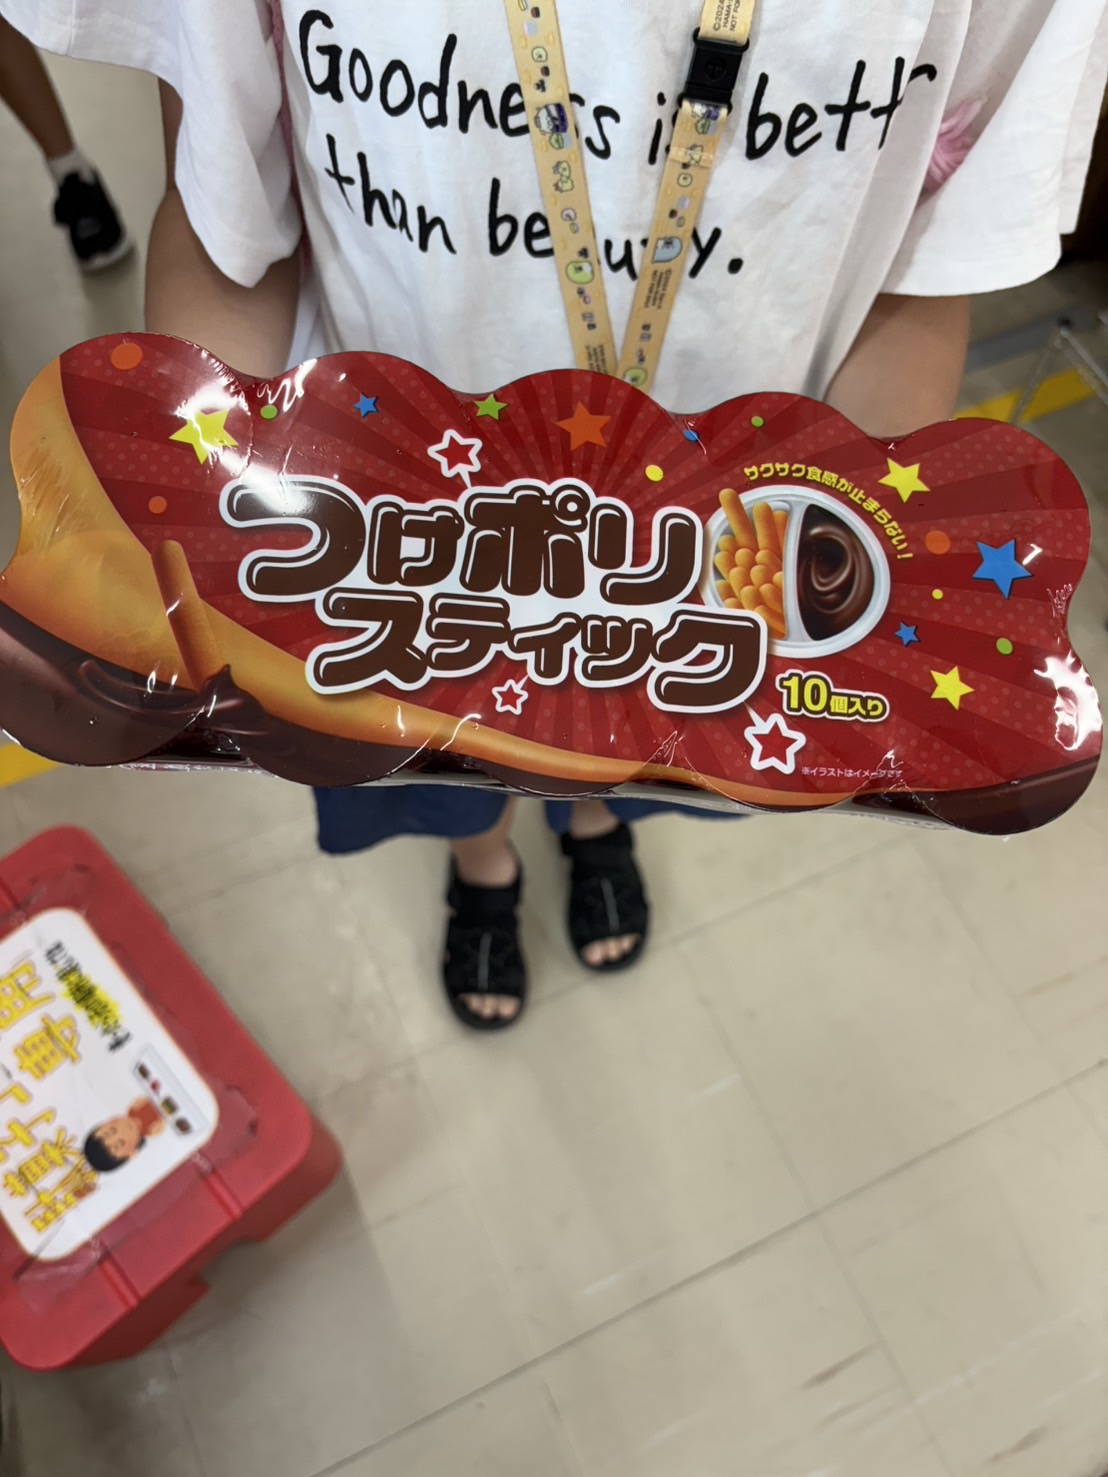 Goodness is bett
than beauty.
サクサク食感が止まらない!
つけポリ
スティック
10個入り
※イラストはイメージです